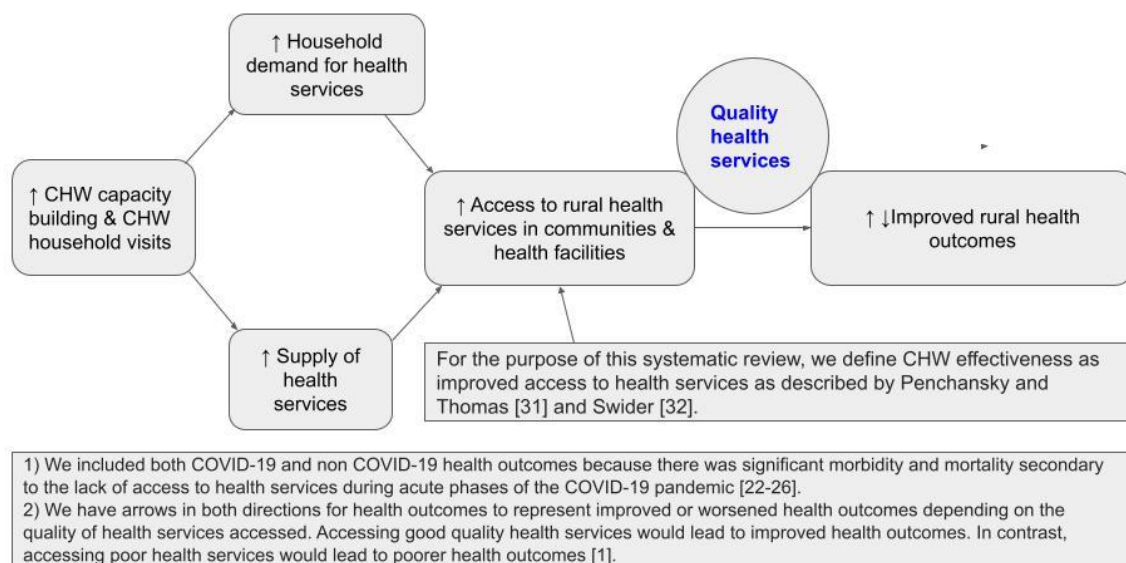 ↑ Household
demand for health
services
Quality
health
services
↑ CHW capacity
building & CHW
household visits
↑ Access to rural health
services in communities &
health facilities
↑ ↓Improved rural health
outcomes
↑ Supply of
health
services
For the purpose of this systematic review, we define CHW effectiveness as
improved access to health services as described by Penchansky and
Thomas [31] and Swider [32].
1) We included both COVID-19 and non COVID-19 health outcomes because there was significant morbidity and mortality secondary
to the lack of access to health services during acute phases of the COVID-19 pandemic [22-26].
2) We have arrows in both directions for health outcomes to represent improved or worsened health outcomes depending on the
quality of health services accessed. Accessing good quality health services would lead to improved health outcomes. In contrast,
accessing poor health services would lead to poorer health outcomes [1].